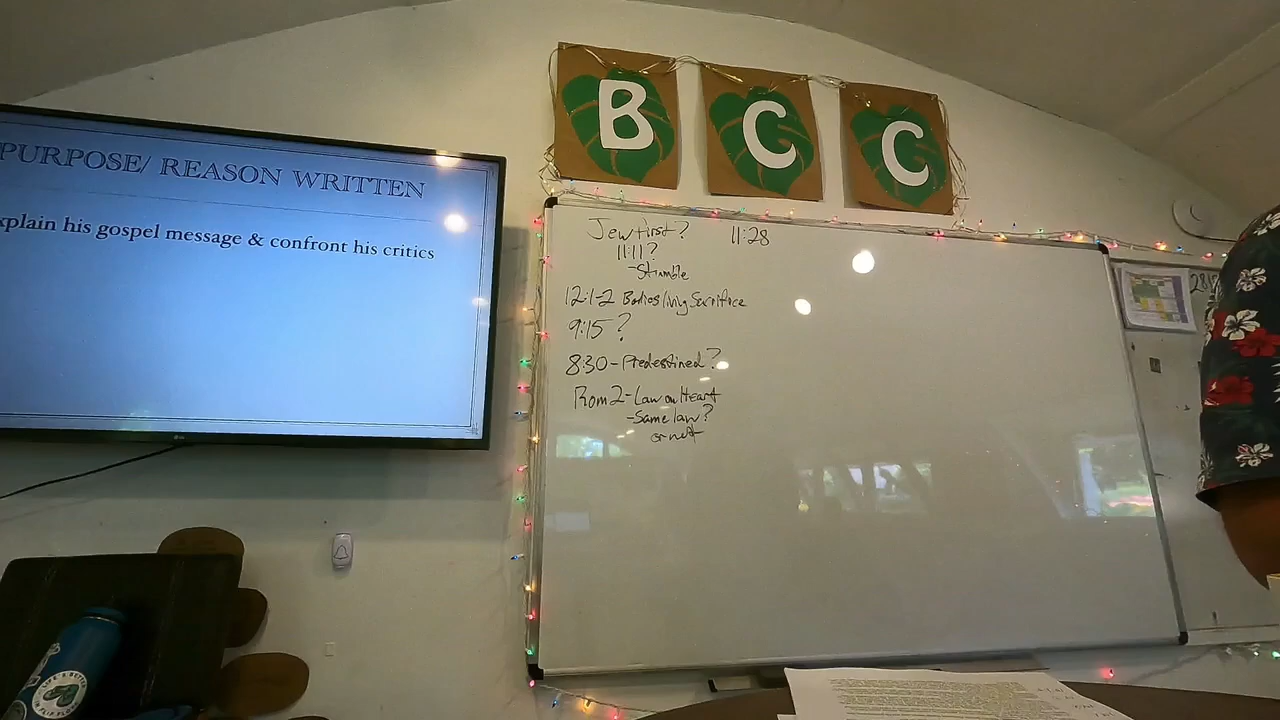 PURPOSE/ REASON WRITTEN
xplain his gospel message & confront his critics
B C C
Jew first? 11:28
11:11?
-Stumble
12:1-2 Bodies living Sacrifice
9:15?
8:30-Predestined?
Rom 2-Law on Heart
-Same law?
or not